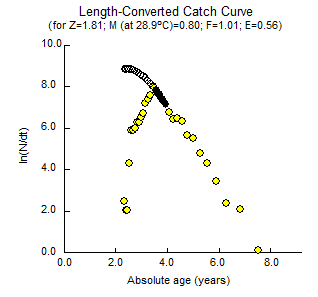 Length-Converted Catch Curve
(for Z=1.81; M (at 28.9°C)=0.80; F=1.01; E=0.56)
10.0
8.0
6.0
4.0
2.0
0.0
ln(N/dt)
0.0 2.0 4.0 6.0 8.0
Absolute age (years)